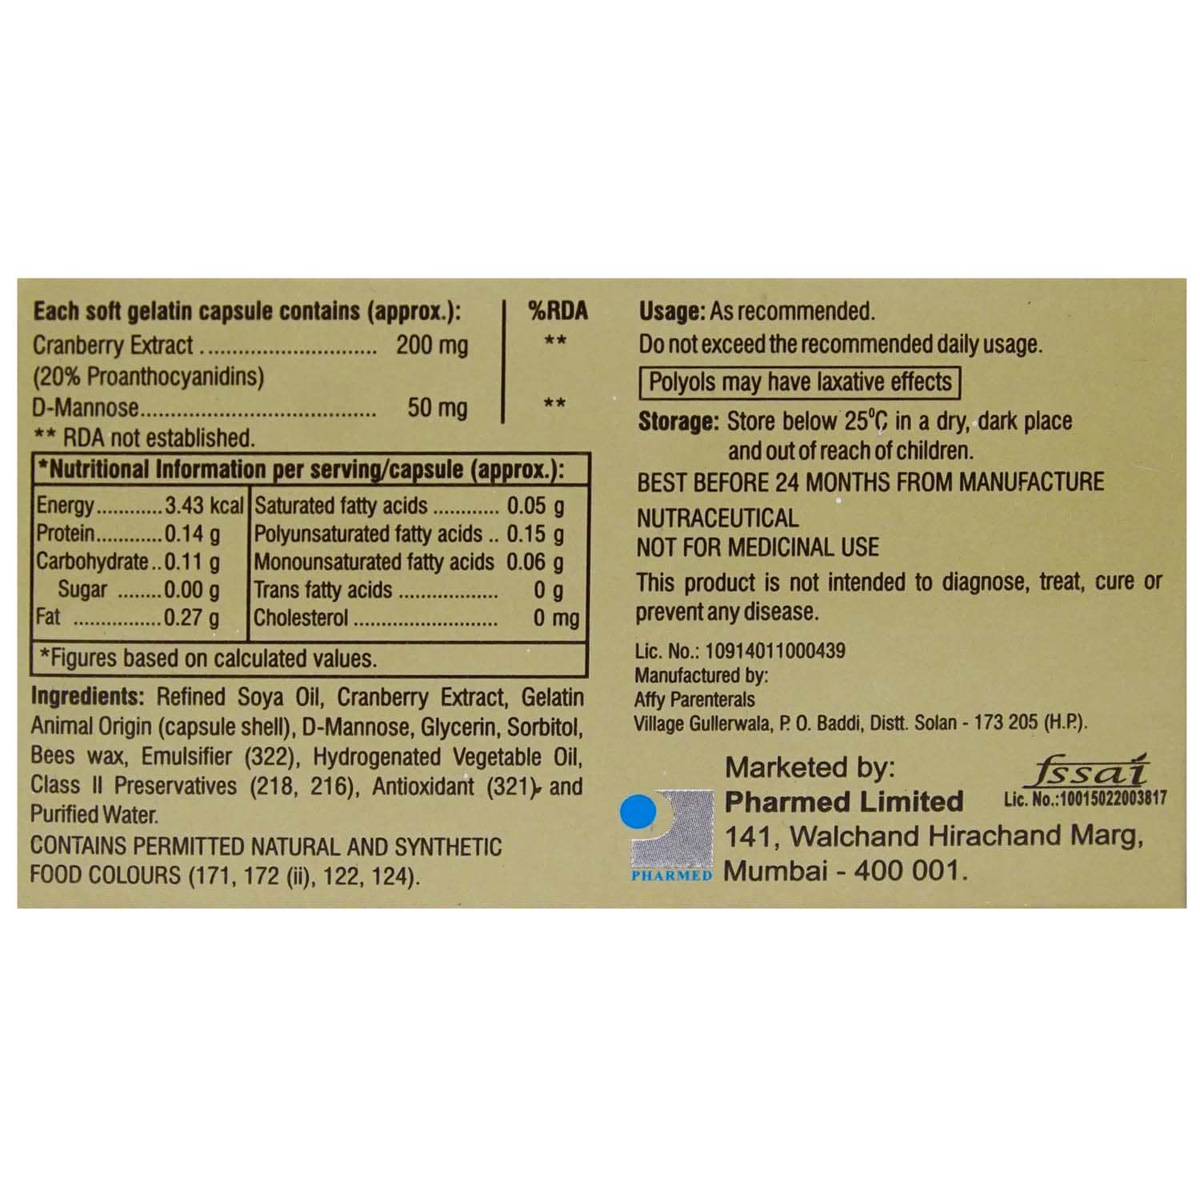 Each soft gelatin capsule contains (approx.): %RDA
Cranberry Extract ............................ 200 mg **
(20% Proanthocyanidins)
D-Mannose..................................... 50 mg **
** RDA not established.
*Nutritional Information per serving/capsule (approx.):
Energy............3.43 kcal Saturated fatty acids ............ 0.05 g
Protein............0.14 g Polyunsaturated fatty acids .. 0.15 g
Carbohydrate..0.11 g Monounsaturated fatty acids 0.06 g
Sugar ........0.00 g Trans fatty acids .................. 0 g
Fat ................0.27 g Cholesterol .......................... 0 mg
*Figures based on calculated values.
Ingredients: Refined Soya Oil, Cranberry Extract, Gelatin
Animal Origin (capsule shell), D-Mannose, Glycerin, Sorbitol,
Bees wax, Emulsifier (322), Hydrogenated Vegetable Oil,
Class II Preservatives (218, 216), Antioxidant (321), and
Purified Water.
CONTAINS PERMITTED NATURAL AND SYNTHETIC
FOOD COLOURS (171, 172 (ii), 122, 124).
Usage: As recommended.
Do not exceed the recommended daily usage.
Polyols may have laxative effects
Storage: Store below 25⁰C in a dry, dark place
and out of reach of children.
BEST BEFORE 24 MONTHS FROM MANUFACTURE
NUTRACEUTICAL
NOT FOR MEDICINAL USE
This product is not intended to diagnose, treat, cure or
prevent any disease.
Lic. No.: 10914011000439
Manufactured by:
Affy Parenterals
Village Gullerwala, P. O. Baddi, Distt. Solan - 173 205 (H.P.).
Marketed by:
Pharmed Limited
141, Walchand Hirachand Marg,
Mumbai - 400 001.
PHARMED
fssai
Lic. No.:10015022003817